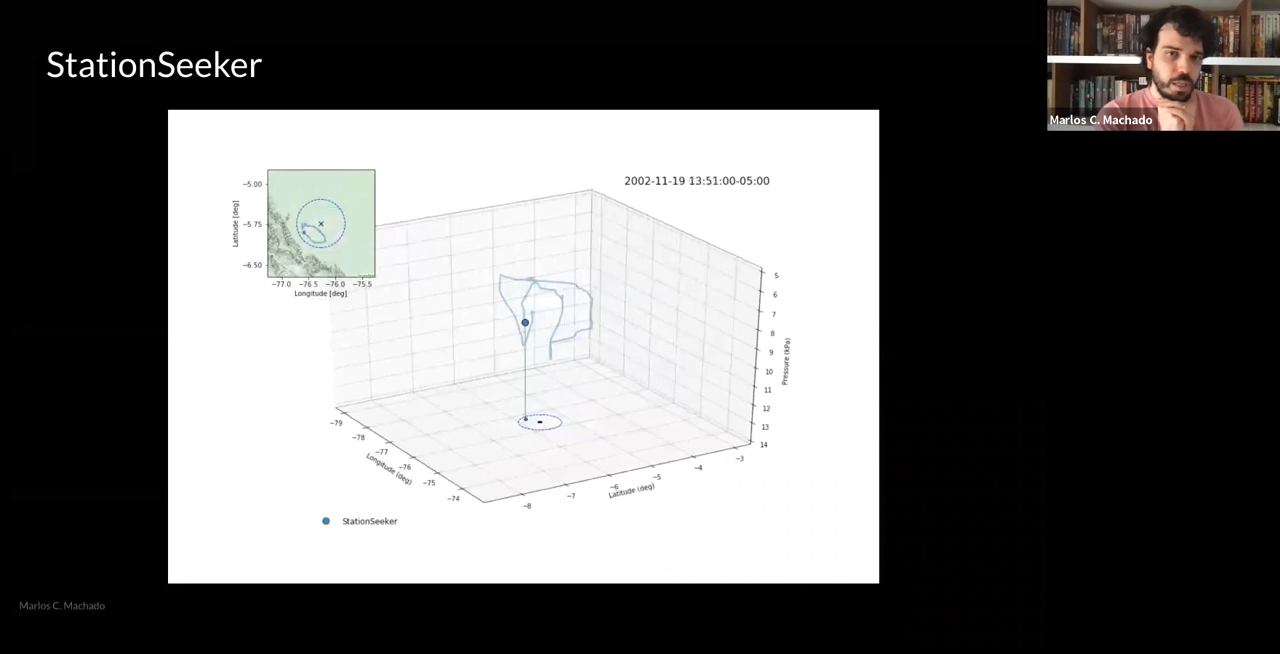 StationSeeker
Marlos C. Machado
2002-11-19 13:51:00-05:00
−5.00
−5.75
−6.50
Latitude [deg]
−77.0 −76.5 −76.0 −75.5
Longitude [deg]
5
6
7
8
9
10
11
12
13
14
Pressure (kPa)
−79
−78
−77
−76
−75
−74
Longitude (deg)
−8
−7
−6
−5
−4
−3
Latitude (deg)
StationSeeker
Marlos C. Machado